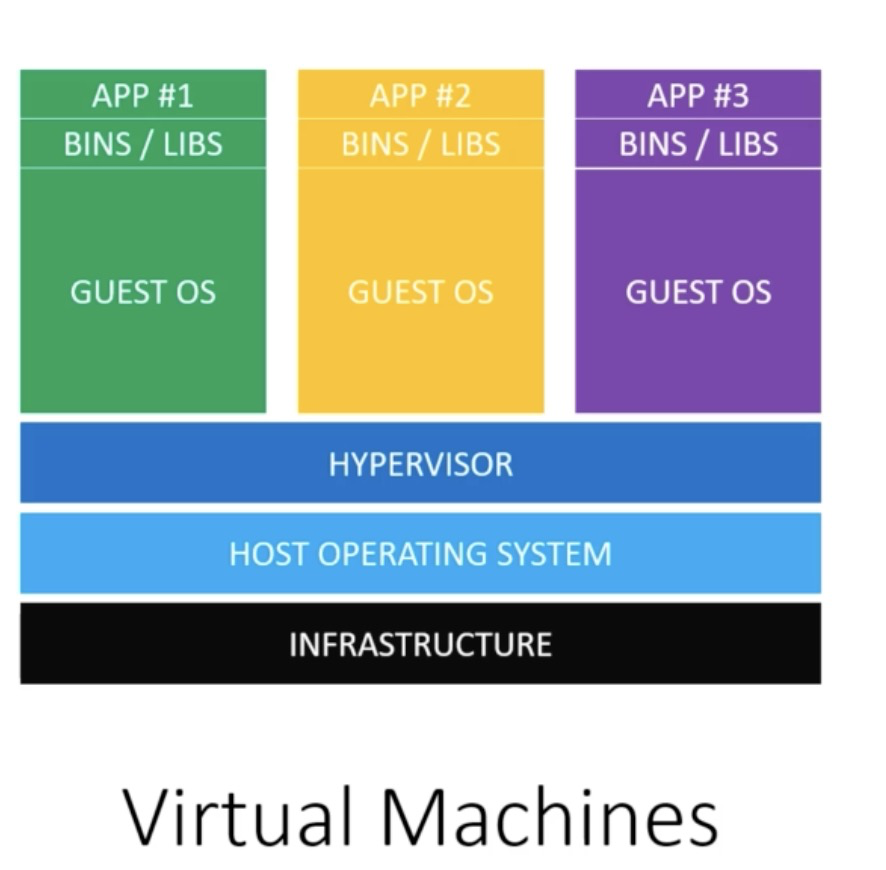 APP #1
APP #2
APP #3
BINS / LIBS
BINS / LIBS
BINS / LIBS
GUEST OS
GUEST OS
GUEST OS
HYPERVISOR
HOST OPERATING SYSTEM
INFRASTRUCTURE
Virtual Machines